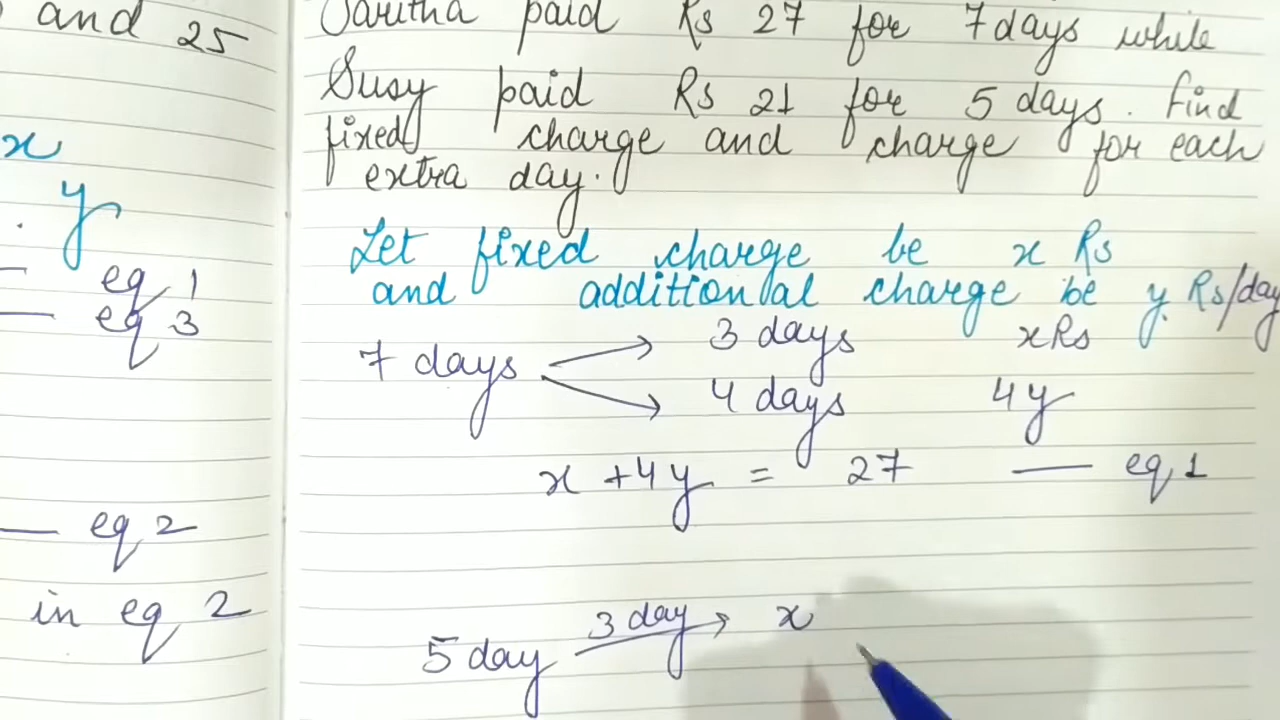 and 25
x
y
eq 1
eq 3
eq 2
in eq 2
Saritha paid Rs 27 for 7 days while
Susy paid Rs 21 for 5 days. Find
fixed charge and charge for each
extra day.
Let fixed charge be x Rs
and additional charge be y Rs/day
7 days → 3 days x Rs
→ 4 days 4y
x + 4y = 27 — eq 1
5 day 3 day → x